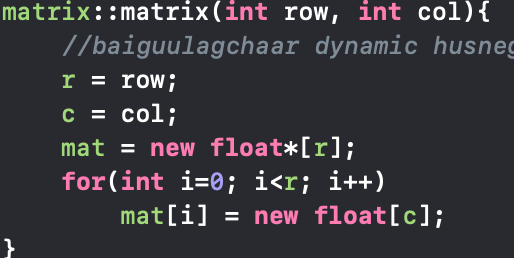 matrix::matrix(int row, int col){
//baiguulagchaar dynamic
r = row;
c = col;
mat = new float*[r];
for(int i=0; i<r; i++)
mat[i] = new float[c];
}